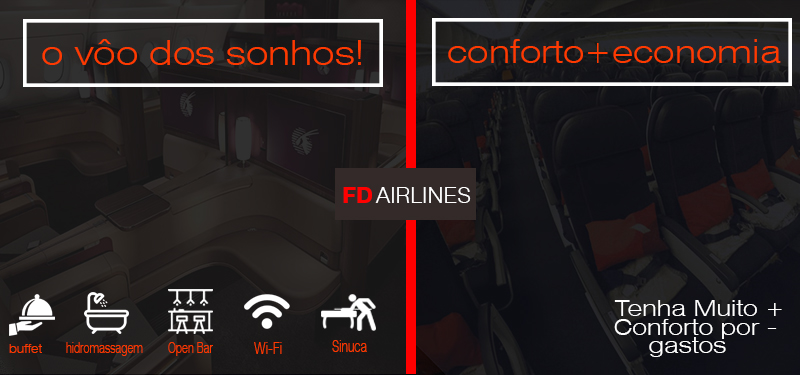 o vôo dos sonhos!
conforto+economia
FD AIRLINES
buffet
hidromassagem
Open Bar
Wi-Fi
Sinuca
Tenha Muito +
Conforto por -
gastos